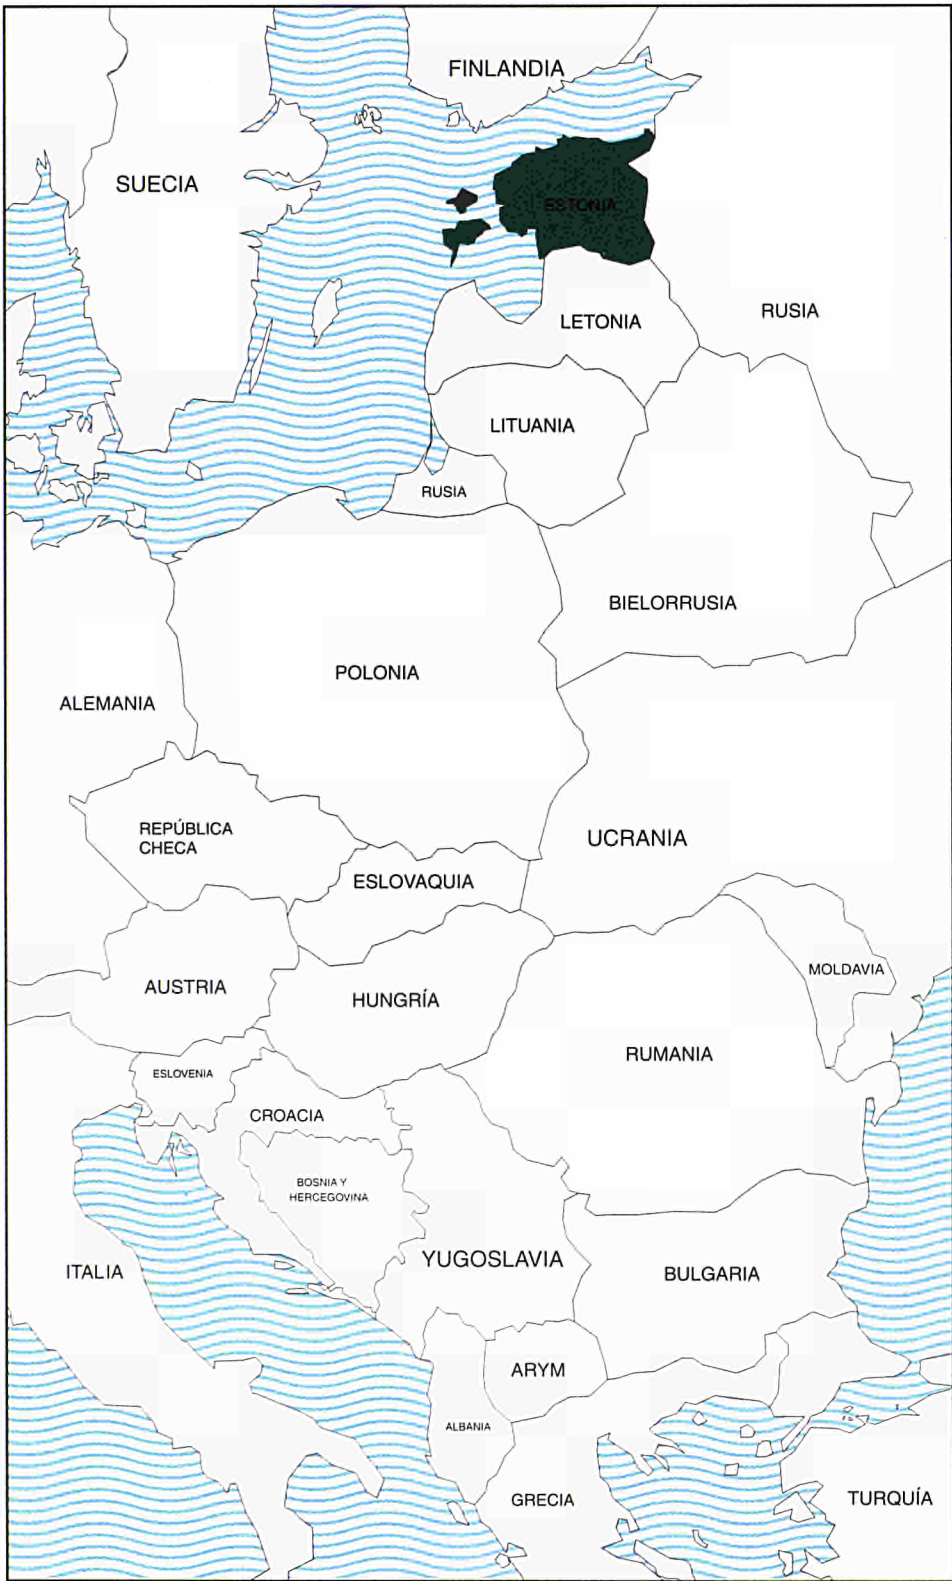 FINLANDIA
SUECIA
ESTONIA
RUSIA
LETONIA
LITUANIA
RUSIA
BIELORRUSIA
POLONIA
ALEMANIA
REPÚBLICA
CHECA
UCRANIA
ESLOVAQUIA
MOLDAVIA
AUSTRIA
HUNGRÍA
RUMANIA
ESLOVENIA
CROACIA
BOSNIA Y
HERCEGOVINA
YUGOSLAVIA
ITALIA
BULGARIA
ARYM
ALBANIA
GRECIA
TURQUÍA